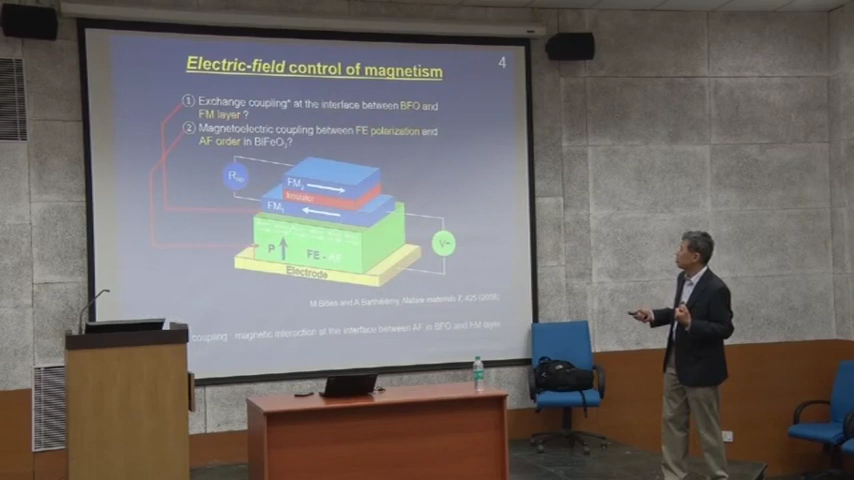 Electric-field control of magnetism
4
① Exchange coupling* at the interface between BFO and
FM layer ?
② Magnetoelectric coupling between FE polarization and
AF order in BiFeO₃?
FM₂
Insulator
FM₁
P
FE - AF
Electrode
V=
M.Bibes and A.Barthélémy, Nature materials 7, 425 (2008)
coupling : magnetic interaction at the interface between AF in BFO and FM layer